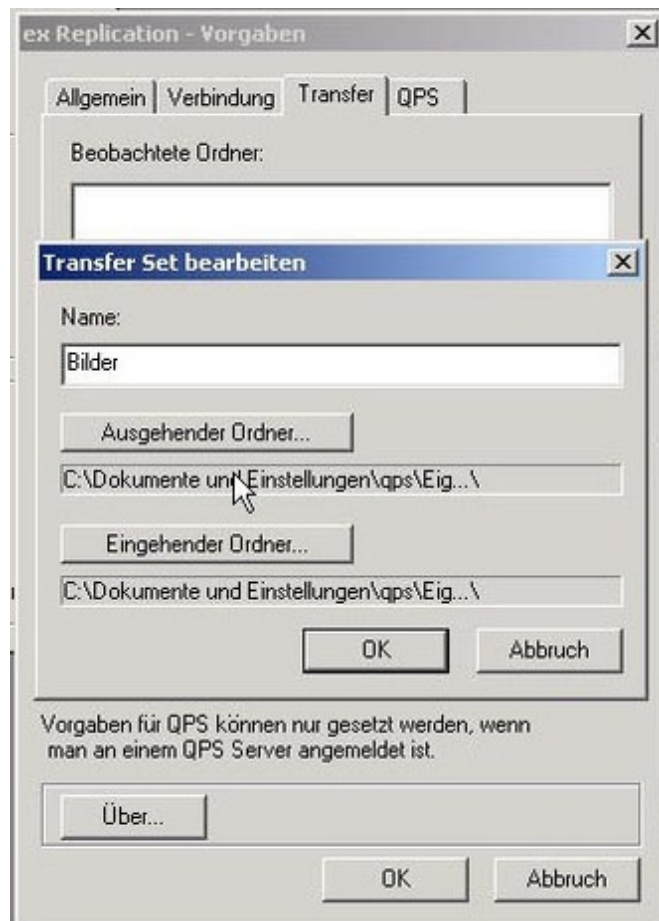 ex Replication - Vorgaben
Allgemein Verbindung Transfer QPS
Beobachtete Ordner:
Transfer Set bearbeiten
Name:
Bilder
Ausgehender Ordner...
C:\Dokumente und Einstellungen\qps\Eig...\
Eingehender Ordner...
C:\Dokumente und Einstellungen\qps\Eig...\
OK Abbruch
Vorgaben für QPS können nur gesetzt werden, wenn
man an einem QPS Server angemeldet ist.
Über...
OK Abbruch